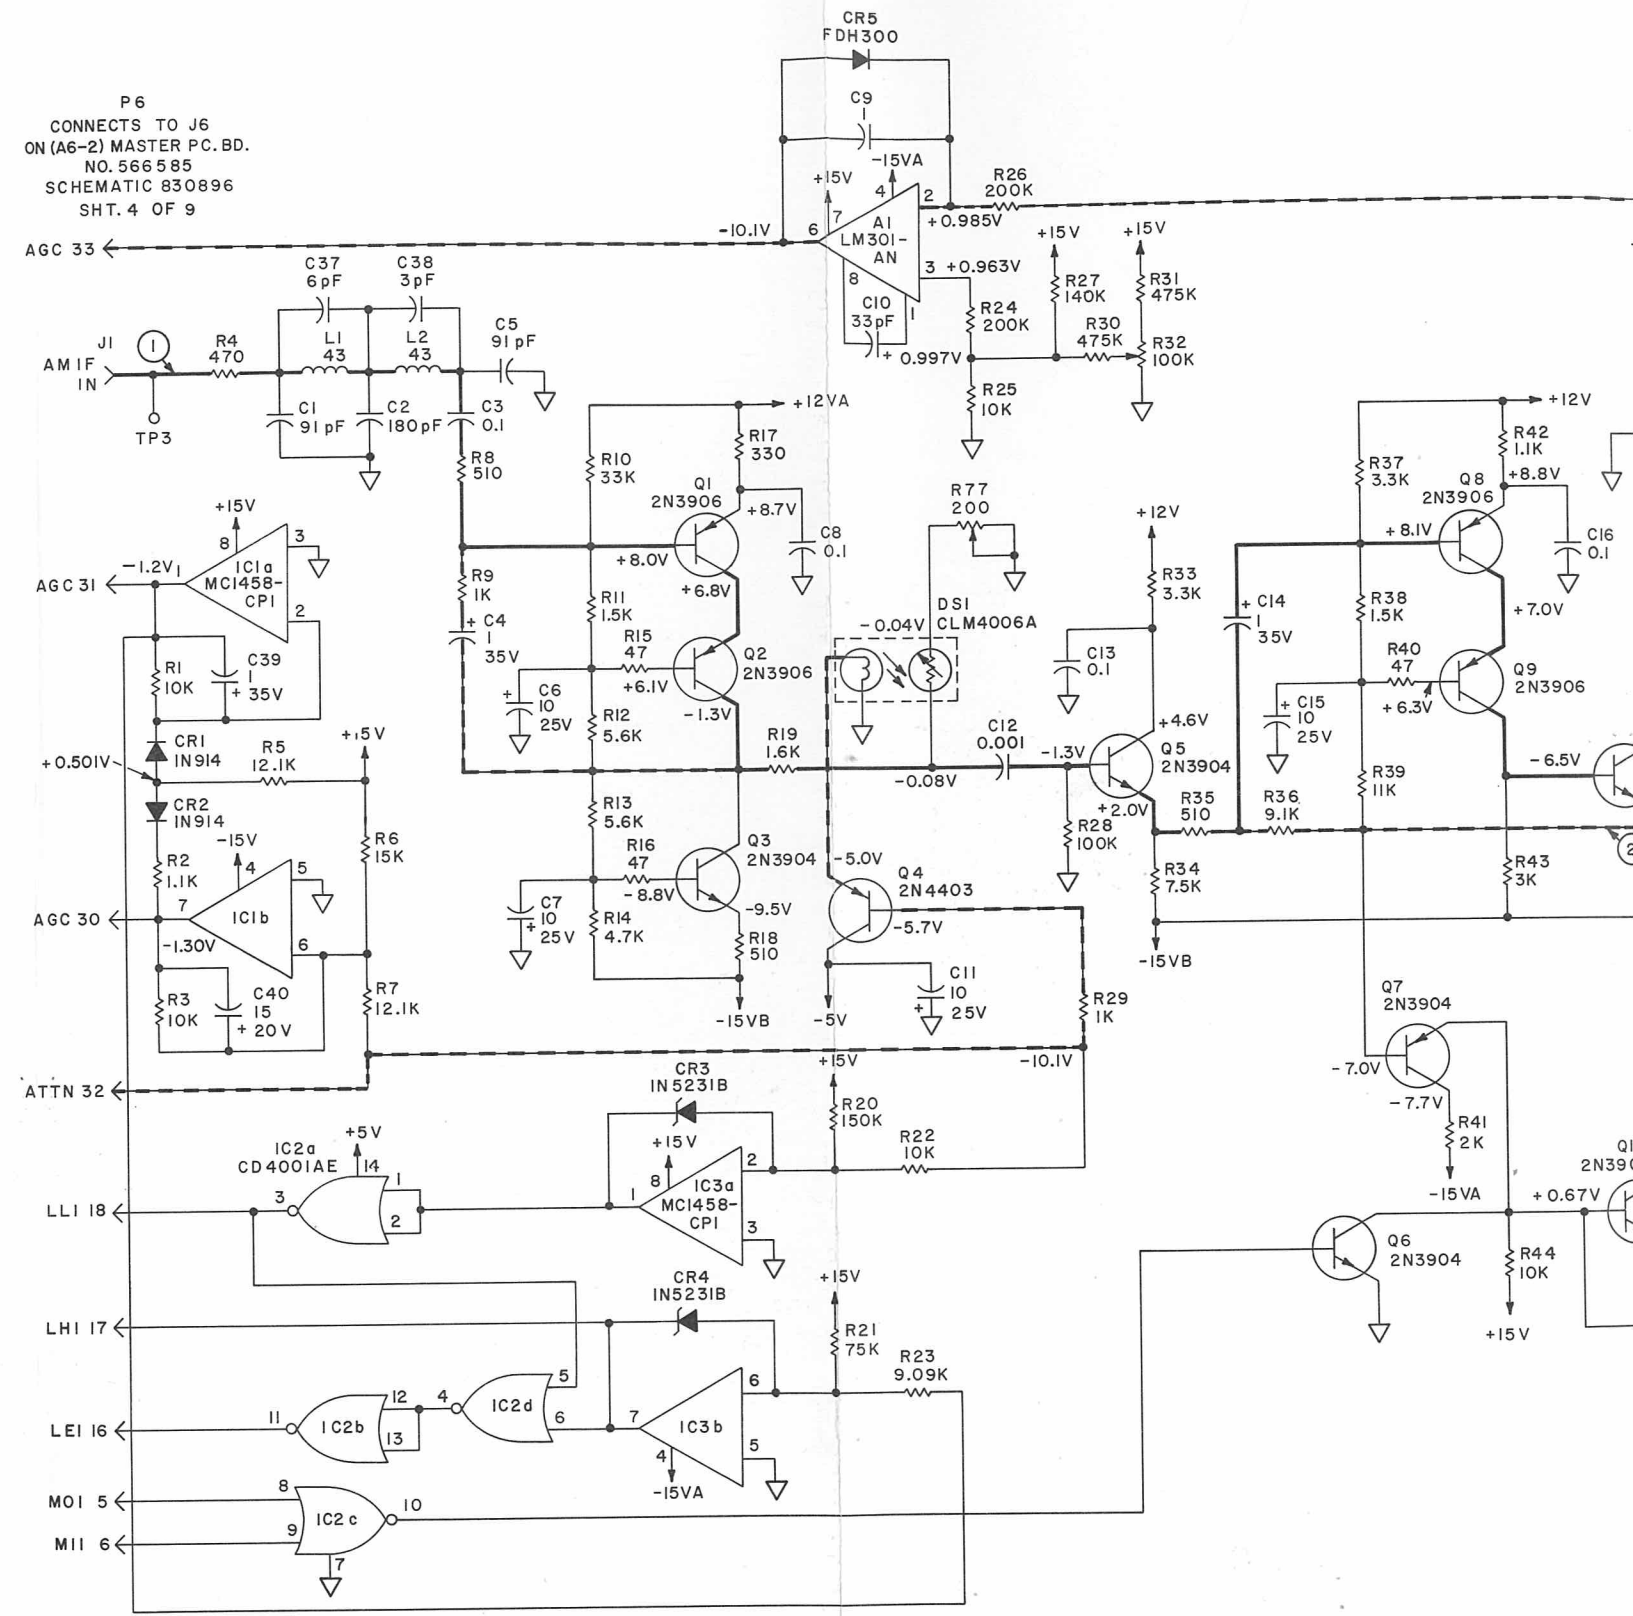 CR5
FDH300
P6
CONNECTS TO J6
ON (A6-2) MASTER PC.BD.
NO. 566585
SCHEMATIC 830896
SHT. 4 OF 9
C9
1
-15VA
+15V
4
2
R26
200K
7
A1
LM301-
AN
6
-10.1V
+0.985V
AGC 33
3
+0.963V
8
1
C10
33pF
+
0.997V
+15V
+15V
R27
140K
R31
475K
R24
200K
R30
475K
R32
100K
R25
10K
C37
6pF
C38
3pF
J1
1
R4
470
L1
43
L2
43
C5
91pF
AM IF
IN
TP3
C1
91pF
C2
180pF
C3
0.1
R8
510
+12VA
R10
33K
R17
330
Q1
2N3906
+8.7V
C8
0.1
+8.0V
+6.8V
R9
1K
R11
1.5K
+
C4
1
35V
R15
47
Q2
2N3906
+6.1V
-1.3V
+
C6
10
25V
R12
5.6K
R19
1.6K
R13
5.6K
R16
47
Q3
2N3904
-8.8V
-9.5V
C7
10
+
25V
R14
4.7K
R18
510
-15VB
R77
200
DS1
CLM4006A
-0.04V
C12
0.001
-0.08V
-1.3V
+12V
R33
3.3K
C13
0.1
+4.6V
Q5
2N3904
+2.0V
R28
100K
R34
7.5K
-15VB
R35
510
R36
9.1K
-5.0V
Q4
2N4403
-5.7V
C11
10
+
25V
-5V
R29
1K
-10.1V
+12V
R37
3.3K
R42
1.1K
Q8
2N3906
+8.8V
+8.1V
C16
0.1
+
C14
1
35V
R38
1.5K
+7.0V
R40
47
Q9
2N3906
+6.3V
+
C15
10
25V
R39
11K
-6.5V
2
R43
3K
Q7
2N3904
-7.0V
-7.7V
R41
2K
-15VA
Q1
2N390
+0.67V
Q6
2N3904
R44
10K
+15V
+15V
8
3
IC1a
MC1458-
CP1
-1.2V
1
2
AGC 31
R1
10K
C39
1
+
35V
CR1
1N914
R5
12.1K
+15V
+0.501V
CR2
1N914
R6
15K
-15V
4
R2
1.1K
5
7
IC1b
6
AGC 30
-1.30V
R3
10K
C40
15
+
20V
R7
12.1K
ATTN 32
CR3
1N5231B
+15V
R20
150K
R22
10K
+15V
8
2
IC3a
MC1458-
CP1
1
3
+5V
IC2a
CD4001AE
14
1
3
2
LL1 18
CR4
1N5231B
+15V
R21
75K
R23
9.09K
LH1 17
6
7
IC3b
5
4
-15VA
5
4
IC2d
6
12
11
IC2b
13
LE1 16
8
10
IC2c
9
7
MO1 5
MI1 6